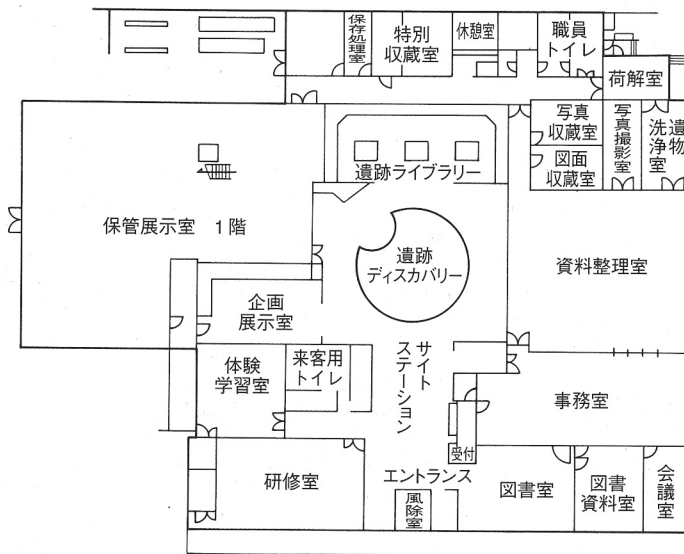 保存処理室
特別
収蔵室
休憩室
職員
トイレ
荷解室
写真
収蔵室
図面
収蔵室
写真撮影室
遺物
洗浄室
遺跡ライブラリー
保管展示室 1階
遺跡
ディスカバリー
資料整理室
企画
展示室
サイト
ステーション
体験
学習室
来客用
トイレ
事務室
受付
研修室
エントランス
風除室
図書室
図書
資料室
会議室